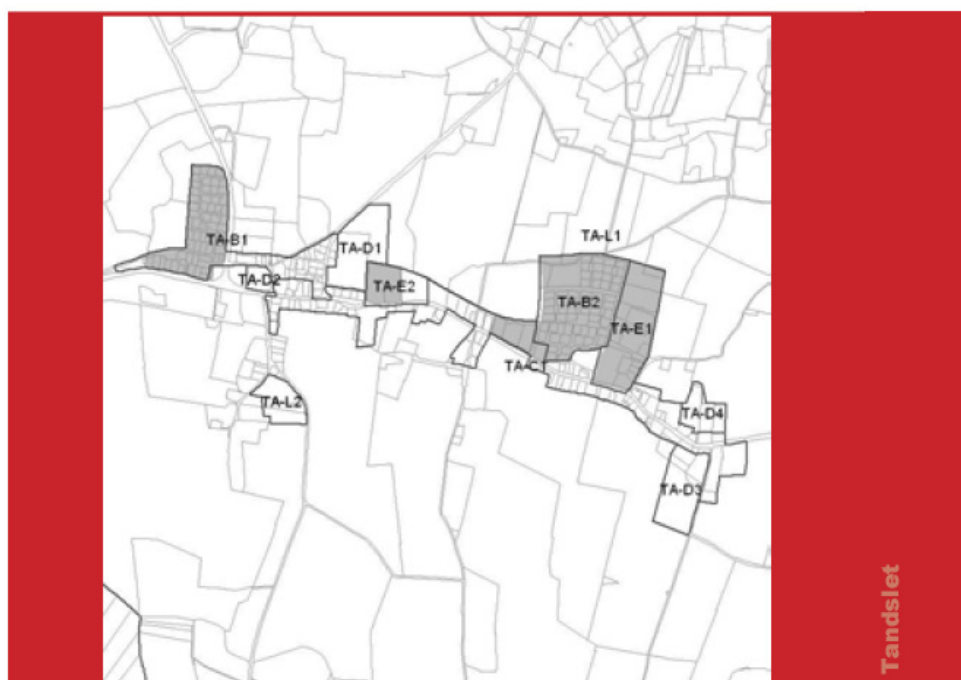 TA-B1
TA-D1
TA-L1
TA-D2
TA-E2
TA-B2
TA-E1
TA-C1
TA-L2
TA-D4
TA-D3
Tandslet